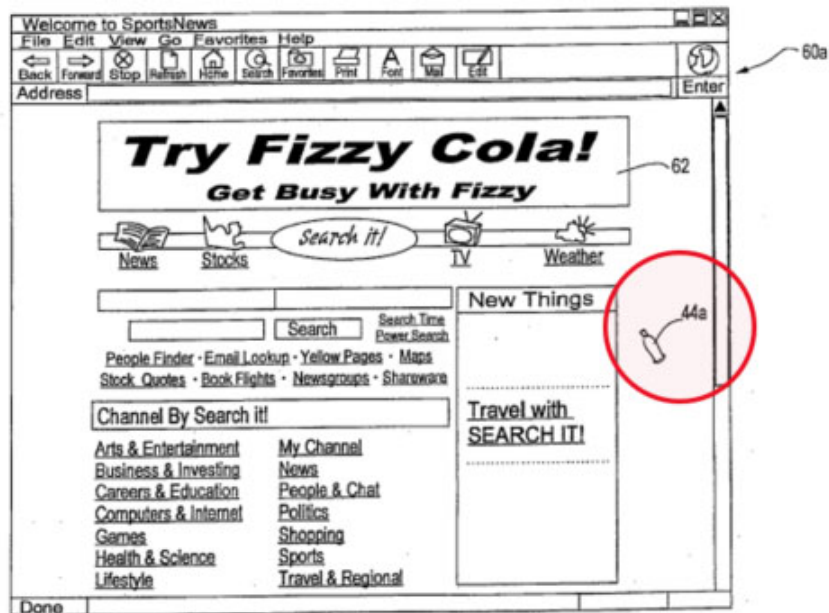 Welcome to SportsNews
File Edit View Go Favorites Help
Back Forward Stop Refresh Home Search Favorites Print Font Mail Edit
60a
Address Enter
Try Fizzy Cola!
Get Busy With Fizzy
62
News Stocks Search it! TV Weather
New Things
Search Search Time
Power Search
44a
People Finder · Email Lookup · Yellow Pages · Maps
Stock Quotes · Book Flights · Newsgroups · Shareware
Travel with
SEARCH IT!
Channel By Search it!
Arts & Entertainment My Channel
Business & Investing News
Careers & Education People & Chat
Computers & Internet Politics
Games Shopping
Health & Science Sports
Lifestyle Travel & Regional
Done